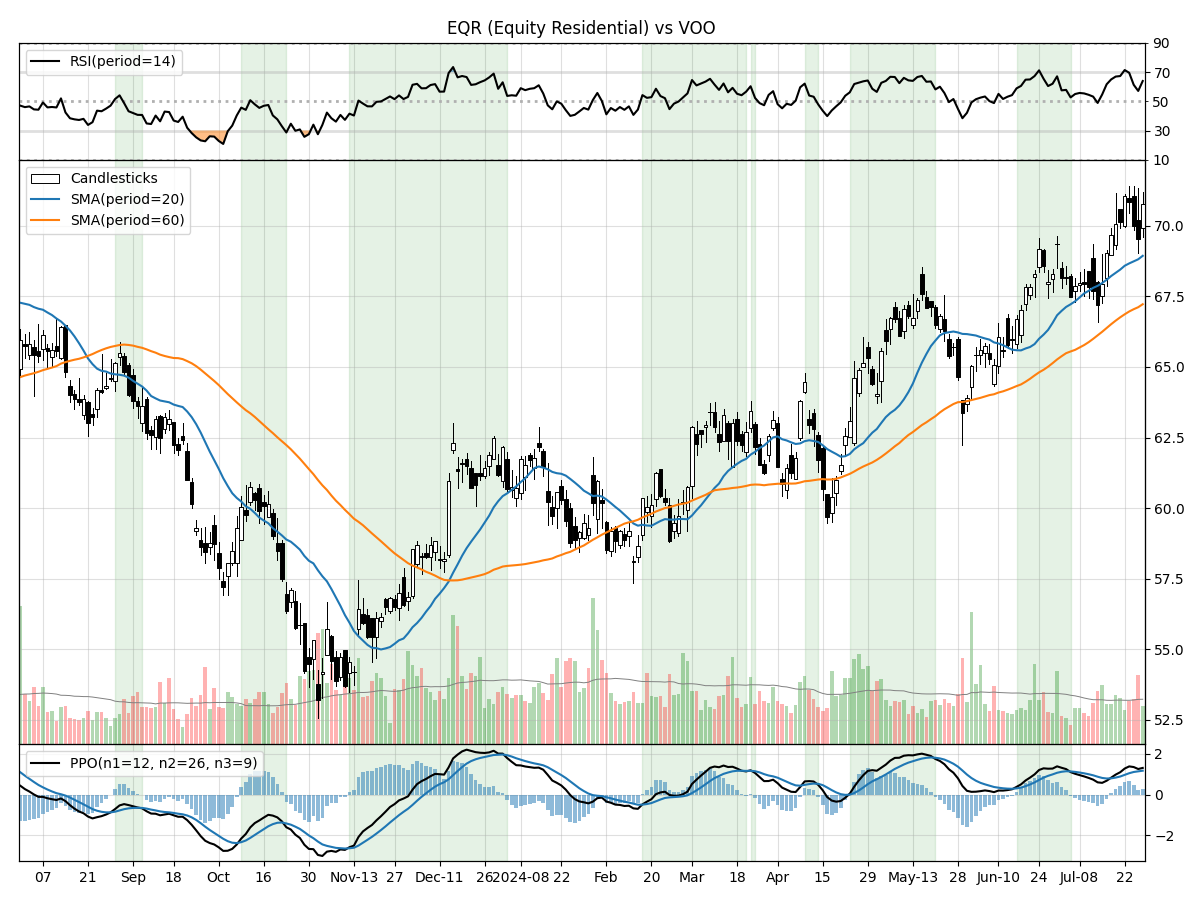 EQR (Equity Residential) vs VOO
RSI(period=14)
90
70
50
30
10
Candlesticks
SMA(period=20)
SMA(period=60)
70.0
67.5
65.0
62.5
60.0
57.5
55.0
52.5
PPO(n1=12, n2=26, n3=9)
2
0
−2
07 21 Sep 18 Oct 16 30 Nov-13 27 Dec-11 26 2024-08 22 Feb 20 Mar 18 Apr 15 29 May-13 28 Jun-10 24 Jul-08 22